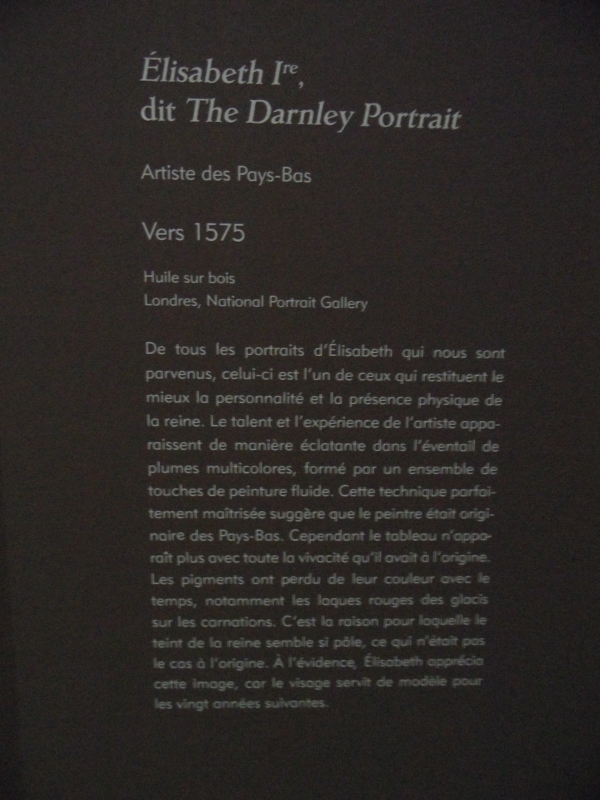 Élisabeth Ire,
dit The Darnley Portrait
Artiste des Pays-Bas
Vers 1575
Huile sur bois
Londres, National Portrait Gallery
De tous les portraits d'Élisabeth qui nous sont
parvenus, celui-ci est l'un de ceux qui restituent le
mieux la personnalité et la présence physique de
la reine. Le talent et l'expérience de l'artiste appa-
raissent de manière éclatante dans l'éventail de
plumes multicolores, formé par un ensemble de
touches de peinture fluide. Cette technique parfai-
tement maîtrisée suggère que le peintre était origi-
naire des Pays-Bas. Cependant le tableau n'appa-
raît plus avec toute la vivacité qu'il avait à l'origine.
Les pigments ont perdu de leur couleur avec le
temps, notamment les laques rouges des glacis
sur les carnations. C'est la raison pour laquelle le
teint de la reine semble si pâle, ce qui n'était pas
le cas à l'origine. À l'évidence, Élisabeth apprécia
cette image, car le visage servit de modèle pour
les vingt années suivantes.